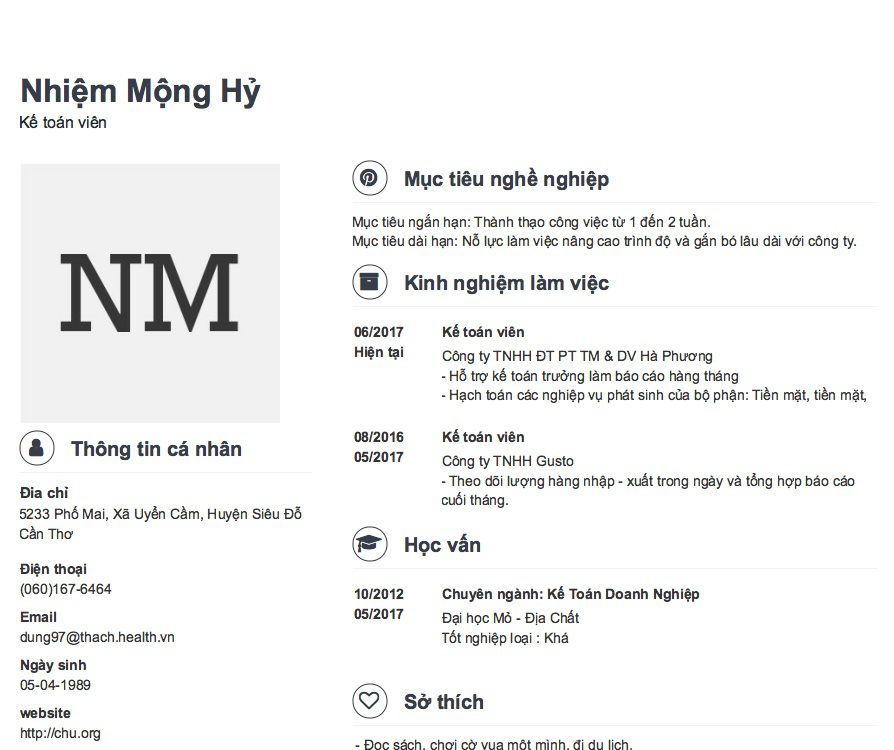 Nhiệm Mộng Hỷ
Kế toán viên
NM
Thông tin cá nhân
Đia chỉ
5233 Phố Mai, Xã Uyển Cầm, Huyện Siêu Đỗ
Cần Thơ
Điện thoại
(060)167-6464
Email
dung97@thach.health.vn
Ngày sinh
05-04-1989
website
http://chu.org
Mục tiêu nghề nghiệp
Mục tiêu ngắn hạn: Thành thạo công việc từ 1 đến 2 tuần.
Mục tiêu dài hạn: Nỗ lực làm việc nâng cao trình độ và gắn bó lâu dài với công ty.
Kinh nghiệm làm việc
06/2017 Kế toán viên
Hiện tại Công ty TNHH ĐT PT TM & DV Hà Phương
- Hỗ trợ kế toán trưởng làm báo cáo hàng tháng
- Hạch toán các nghiệp vụ phát sinh của bộ phận: Tiền mặt, tiền mặt,
08/2016 Kế toán viên
05/2017 Công ty TNHH Gusto
- Theo dõi lượng hàng nhập - xuất trong ngày và tổng hợp báo cáo
cuối tháng.
Học vấn
10/2012 Chuyên ngành: Kế Toán Doanh Nghiệp
05/2017 Đại học Mỏ - Địa Chất
Tốt nghiệp loại : Khá
Sở thích
- Đọc sách, chơi cờ vua một mình, đi du lịch.